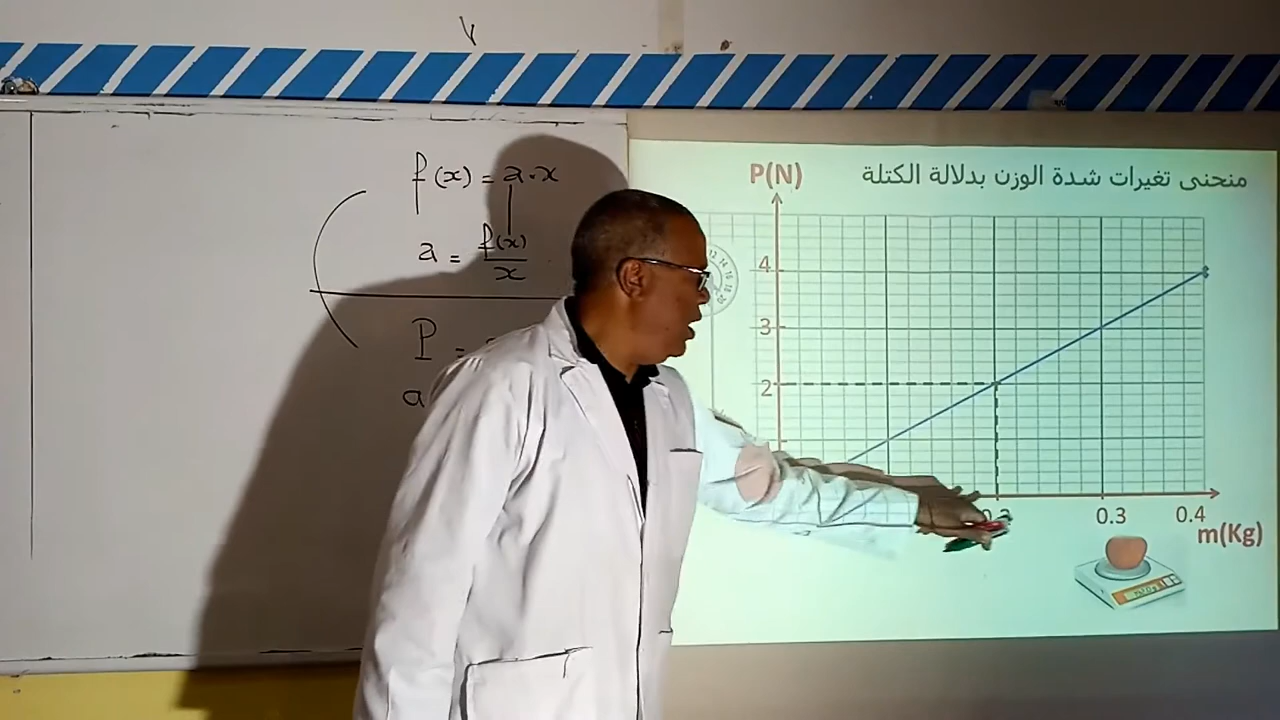 f(x) = a·x
a = f(x)/x
P =
a
منحنى تغيرات شدة الوزن بدلالة الكتلة
P(N)
4
3
2
0.3
0.4
m(Kg)